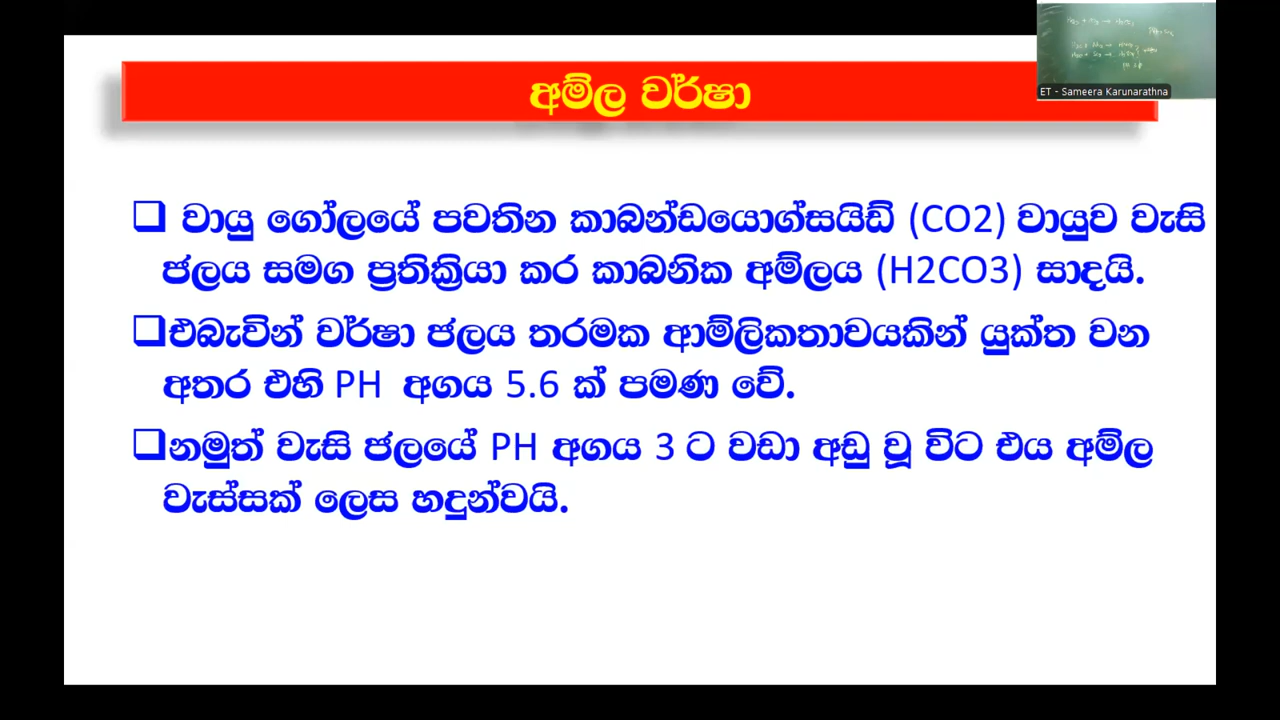 අම්ල වර්ෂා
ET - Sameera Karunarathna
❑ වායු ගෝලයේ පවතින කාබන්ඩයොග්සයිඩ් (CO2) වායුව වැසි
ජලය සමග ප්‍රතික්‍රියා කර කාබනික අම්ලය (H2CO3) සාදයි.
❑එබැවින් වර්ෂා ජලය තරමක ආම්ලිකතාවයකින් යුක්ත වන
අතර එහි PH අගය 5.6 ක් පමණ වේ.
❑නමුත් වැසි ජලයේ PH අගය 3 ට වඩා අඩු වූ විට එය අම්ල
වැස්සක් ලෙස හදුන්වයි.